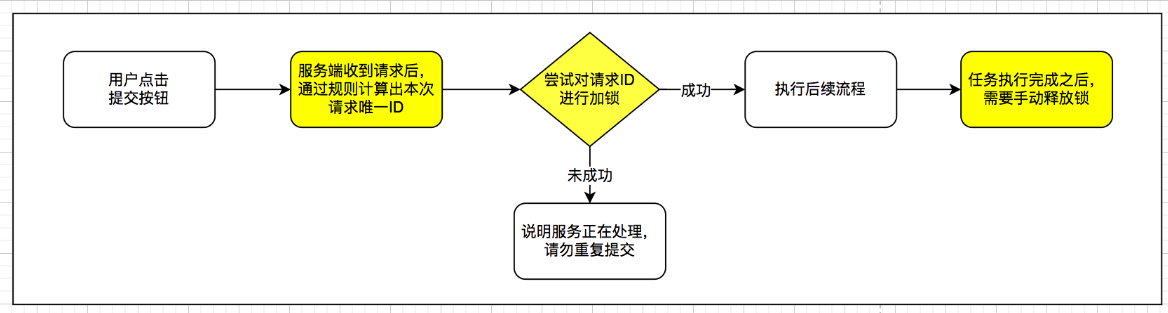 用户点击
提交按钮
服务端收到请求后,
通过规则计算出本次
请求唯一ID
尝试对请求ID
进行加锁
成功
执行后续流程
任务执行完成之后,
需要手动释放锁
未成功
说明服务正在处理,
请勿重复提交